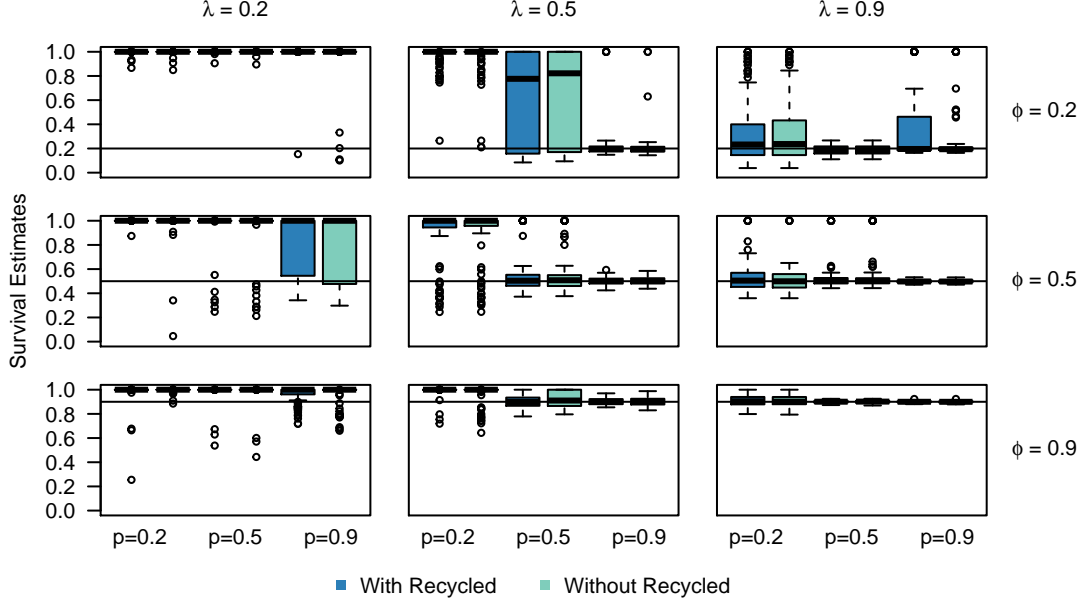 λ = 0.2 λ = 0.5 λ = 0.9
Survival Estimates
1.0
0.8
0.6
0.4
0.2
0.0
ϕ = 0.2
1.0
0.8
0.6
0.4
0.2
0.0
ϕ = 0.5
1.0
0.8
0.6
0.4
0.2
0.0
ϕ = 0.9
p=0.2 p=0.5 p=0.9 p=0.2 p=0.5 p=0.9 p=0.2 p=0.5 p=0.9
With Recycled Without Recycled